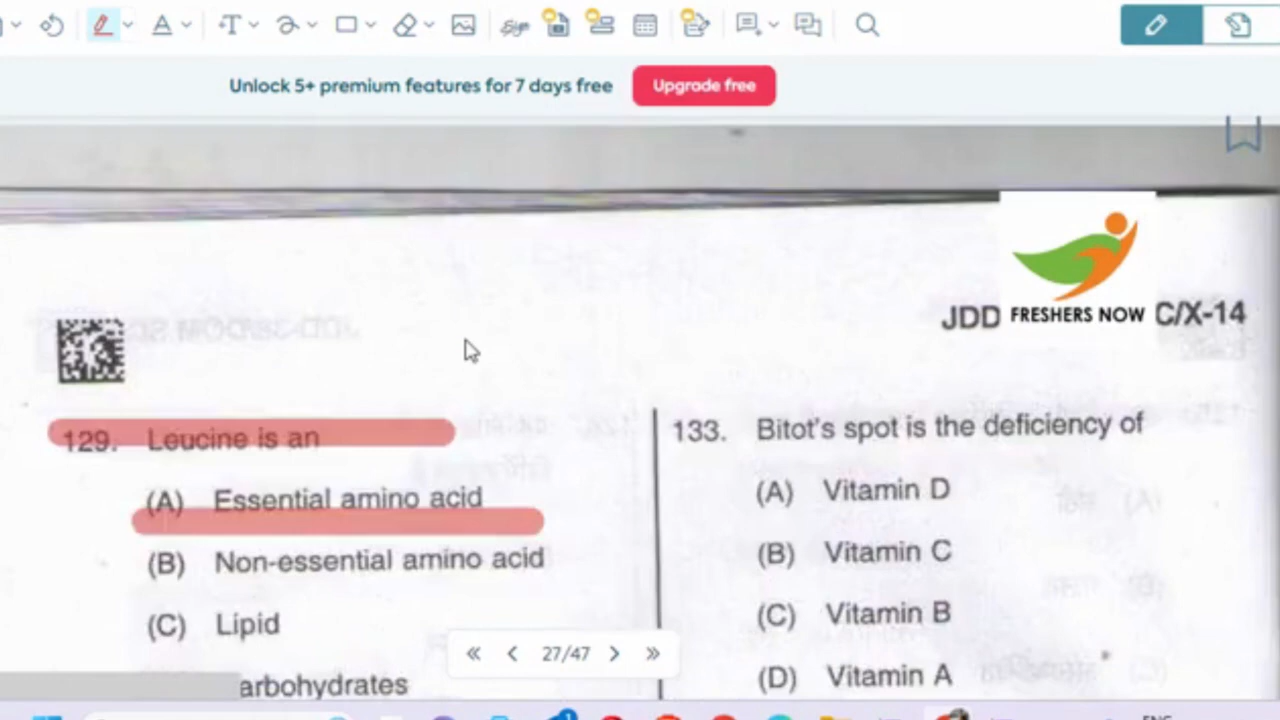 Unlock 5+ premium features for 7 days free
Upgrade free
FRESHERS NOW
JDD C/X-14
129. Leucine is an
(A) Essential amino acid
(B) Non-essential amino acid
(C) Lipid
arbohydrates
133. Bitot's spot is the deficiency of
(A) Vitamin D
(B) Vitamin C
(C) Vitamin B
(D) Vitamin A
27/47